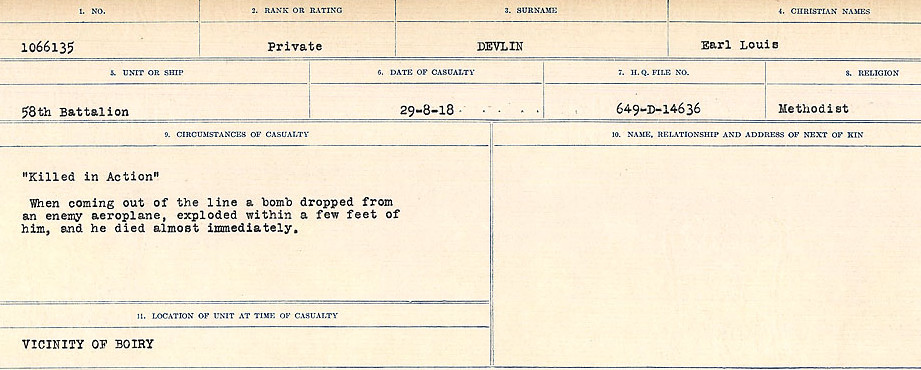 1. NO.
2. RANK OR RATING
3. SURNAME
4. CHRISTIAN NAMES
1066135
Private
DEVLIN
Earl Louis
5. UNIT OR SHIP
6. DATE OF CASUALTY
7. H.Q. FILE NO.
8. RELIGION
58th Battalion
29-8-18
649-D-14636
Methodist
9. CIRCUMSTANCES OF CASUALTY
10. NAME, RELATIONSHIP AND ADDRESS OF NEXT OF KIN
"Killed in Action"
When coming out of the line a bomb dropped from
an enemy aeroplane, exploded within a few feet of
him, and he died almost immediately.
11. LOCATION OF UNIT AT TIME OF CASUALTY
VICINITY OF BOIRY